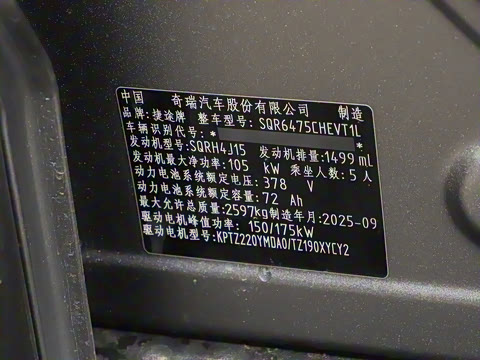 中国 奇瑞汽车股份有限公司 制造
品牌:捷途牌 整车型号:SQR6475CHEVT1L
车辆识别代号:* *
发动机型号:SQRH4J15 发动机排量:1499 mL
发动机最大净功率:105 kW 乘坐人数:5 人
动力电池系统额定电压:378 V
动力电池系统额定容量:72 Ah
最大允许总质量:2597kg制造年月:2025-09
驱动电机峰值功率:150/175kW
驱动电机型号:KPTZ220YMDA0/TZ190XYCY2